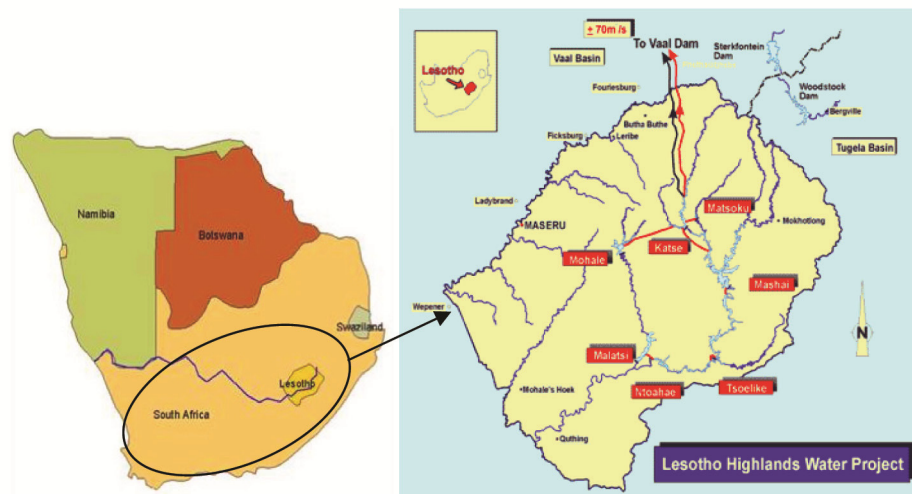 Namibia
Botswana
Swaziland
Lesotho
South Africa
± 70m /s
To Vaal Dam
Vaal Basin
Sterkfontein
Dam
Woodstock
Dam
Bergville
Tugela Basin
Lesotho
Fouriesburg
Butha Buthe
Leribe
Ficksburg
Ladybrand
MASERU
Matsoku
Mokhotlong
Katse
Mohale
Mashai
Wepener
N
Malatsi
Ntoahae
Tsoelike
Mohale's Hoek
Quthing
Lesotho Highlands Water Project